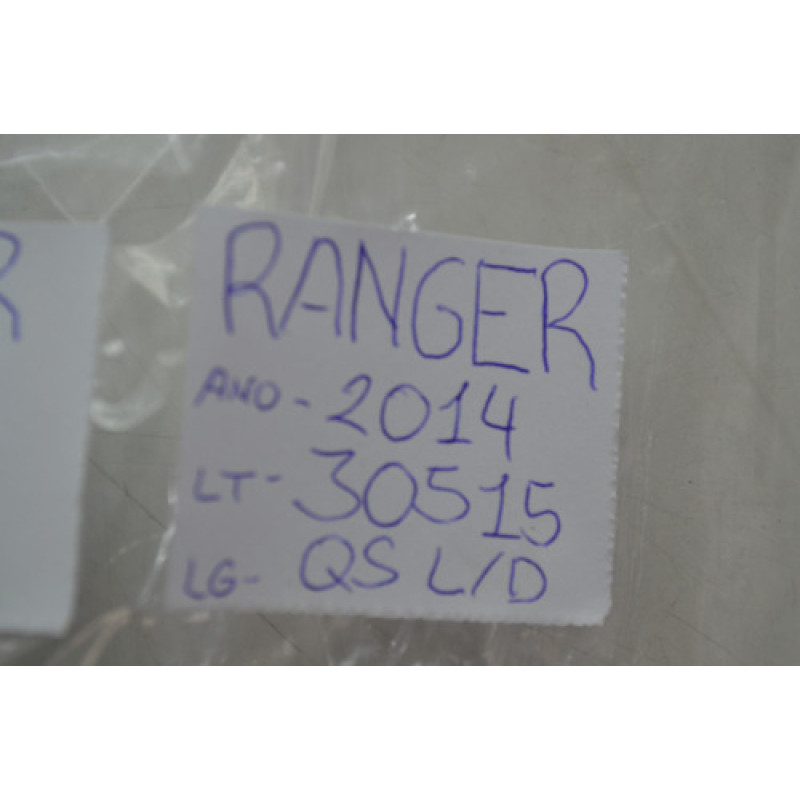 RANGER
ANO - 2014
LT - 30515
LG - QS L/D
R